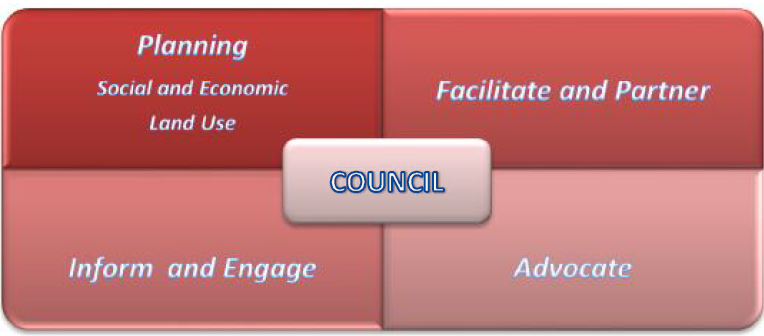 Planning
Social and Economic
Land Use
Facilitate and Partner
COUNCIL
Inform and Engage
Advocate